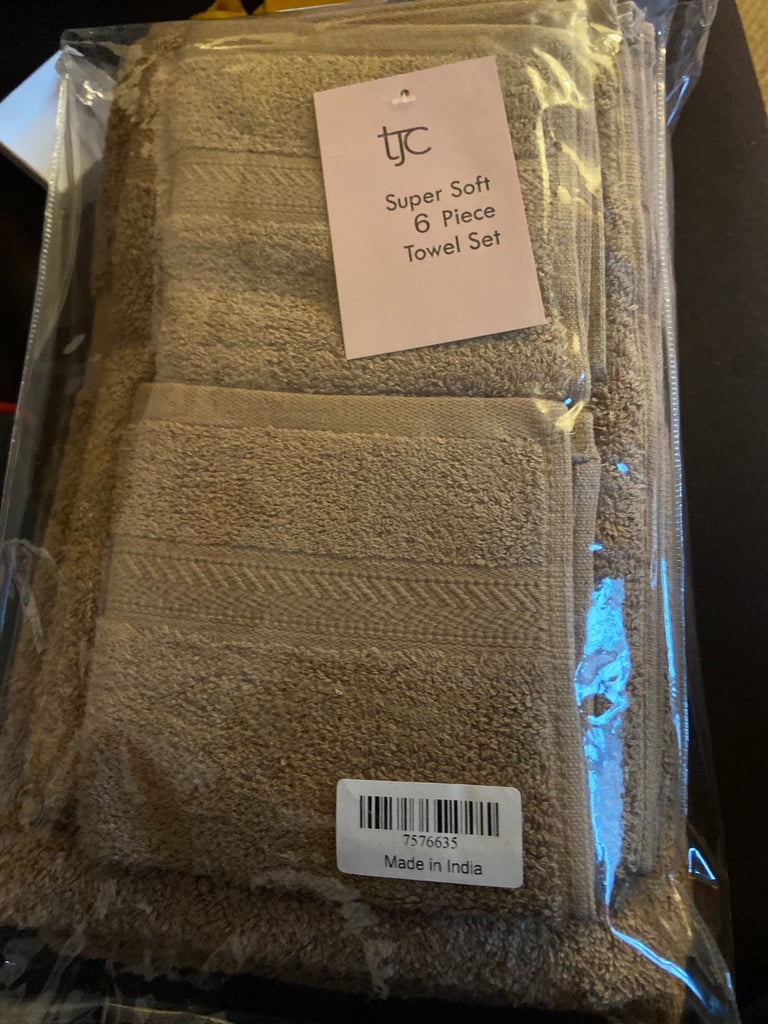 tjc
Super Soft
6 Piece
Towel Set
7576635
Made in India